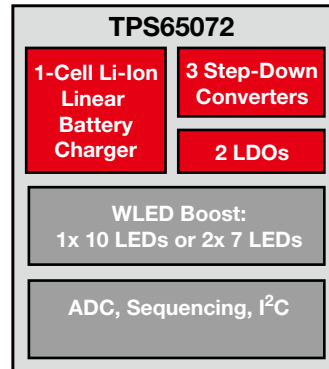 TPS65072
1-Cell Li-Ion
Linear
Battery
Charger
3 Step-Down
Converters
2 LDOs
WLED Boost:
1x 10 LEDs or 2x 7 LEDs
ADC, Sequencing, I²C